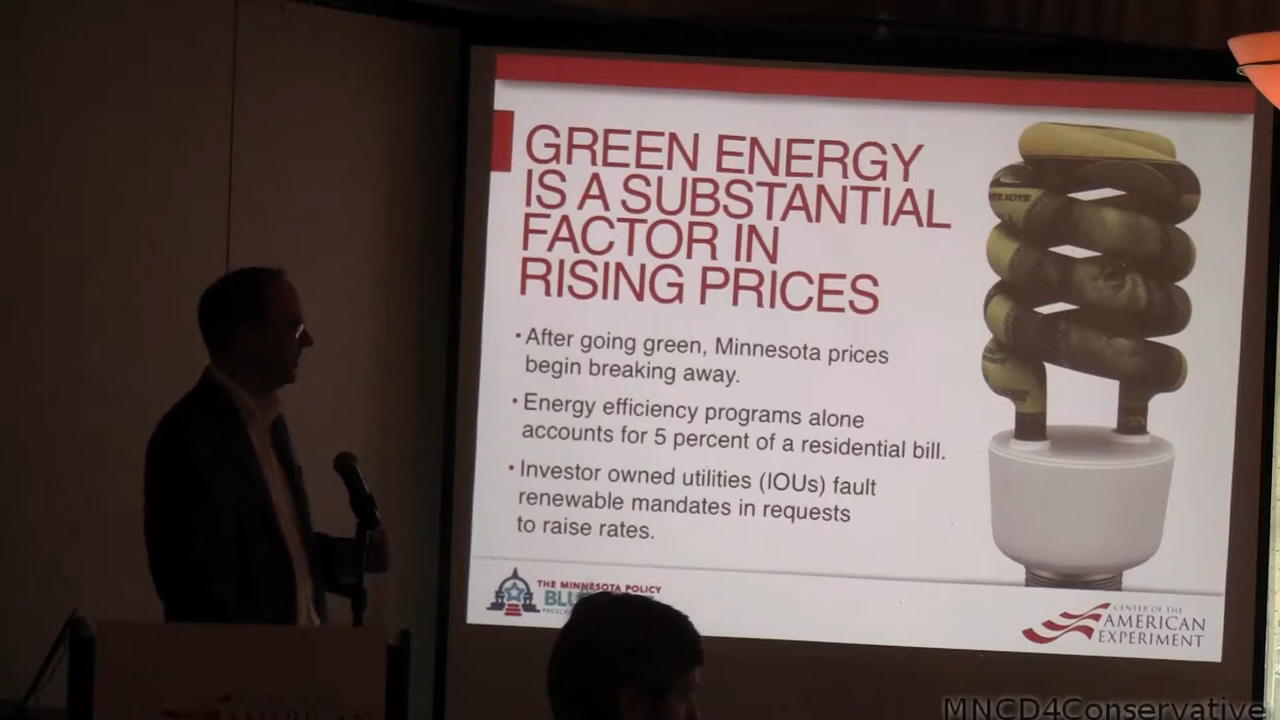 GREEN ENERGY
IS A SUBSTANTIAL
FACTOR IN
RISING PRICES
• After going green, Minnesota prices
begin breaking away.
• Energy efficiency programs alone
accounts for 5 percent of a residential bill.
• Investor owned utilities (IOUs) fault
renewable mandates in requests
to raise rates.
THE MINNESOTA POLICY
CENTER OF THE
AMERICAN
EXPERIMENT
AMERICAN
MNCD4Conservative